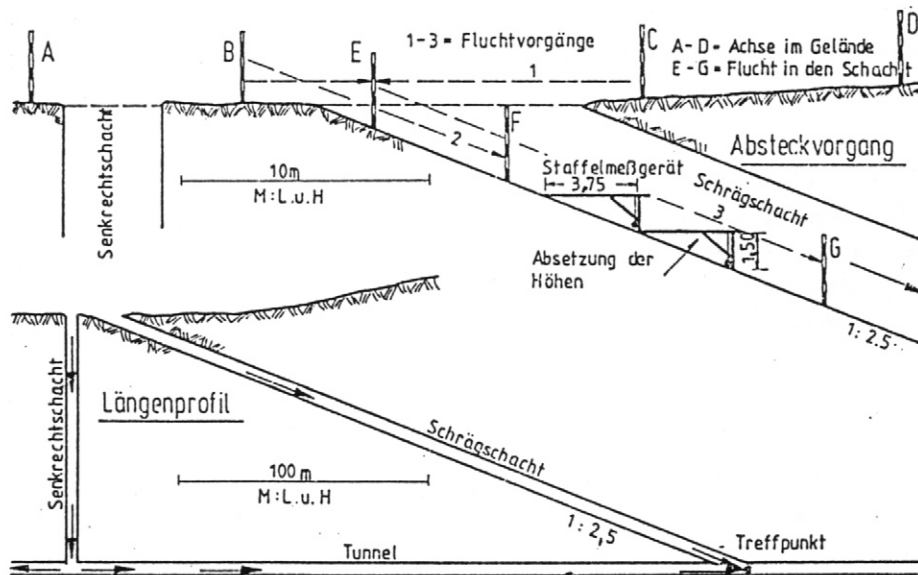 A
B
E
1-3 = Fluchtvorgänge
C
D
A-D = Achse im Gelände
E-G = Flucht in den Schacht
1
2
F
Absteckvorgang
Senkrechtschacht
10m
M:L.u.H
Staffelmeßgerät
3,75
Schrägschacht
3
G
1,50
Absetzung der
Höhen
1:2.5
Senkrechtschacht
Längenprofil
Schrägschacht
100m
M:L.u.H
1:2,5
Tunnel
Treffpunkt